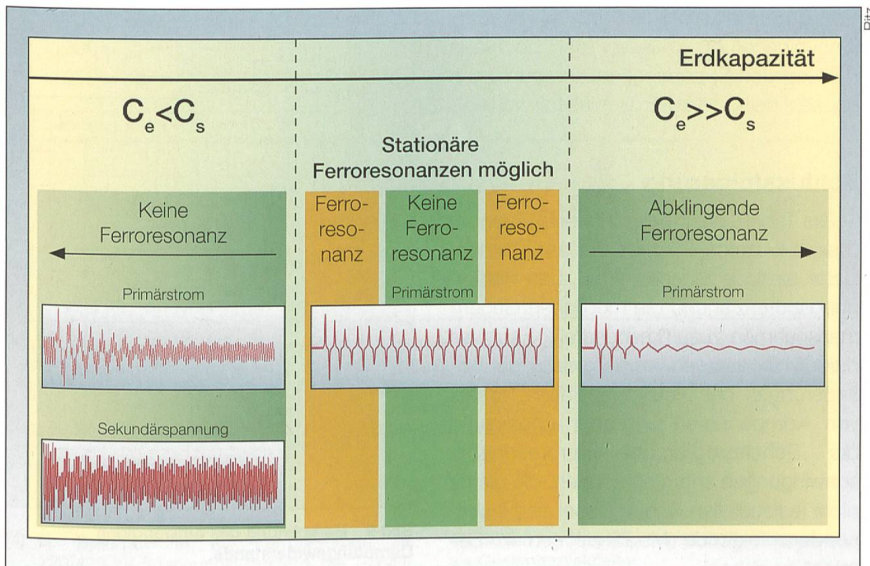 Ritz
Erdkapazität
Ce<Cs
Ce>>Cs
Stationäre
Ferroresonanzen möglich
Keine
Ferroresonanz
Ferro-
reso-
nanz
Keine
Ferro-
resonanz
Ferro-
reso-
nanz
Abklingende
Ferroresonanz
Primärstrom
Primärstrom
Primärstrom
Sekundärspannung